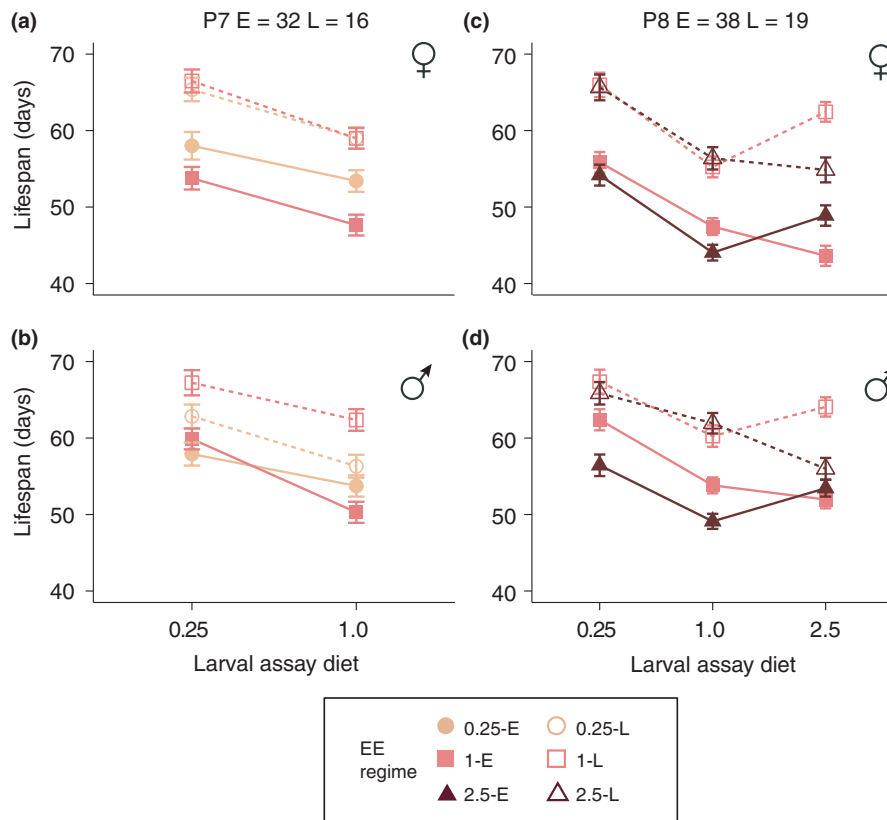 (a) P7 E = 32 L = 16
Lifespan (days)
70
60
50
40
(c) P8 E = 38 L = 19
70
60
50
40
(b)
Lifespan (days)
70
60
50
40
0.25 1.0
Larval assay diet
(d)
70
60
50
40
0.25 1.0 2.5
Larval assay diet
EE regime
0.25-E 0.25-L
1-E 1-L
2.5-E 2.5-L